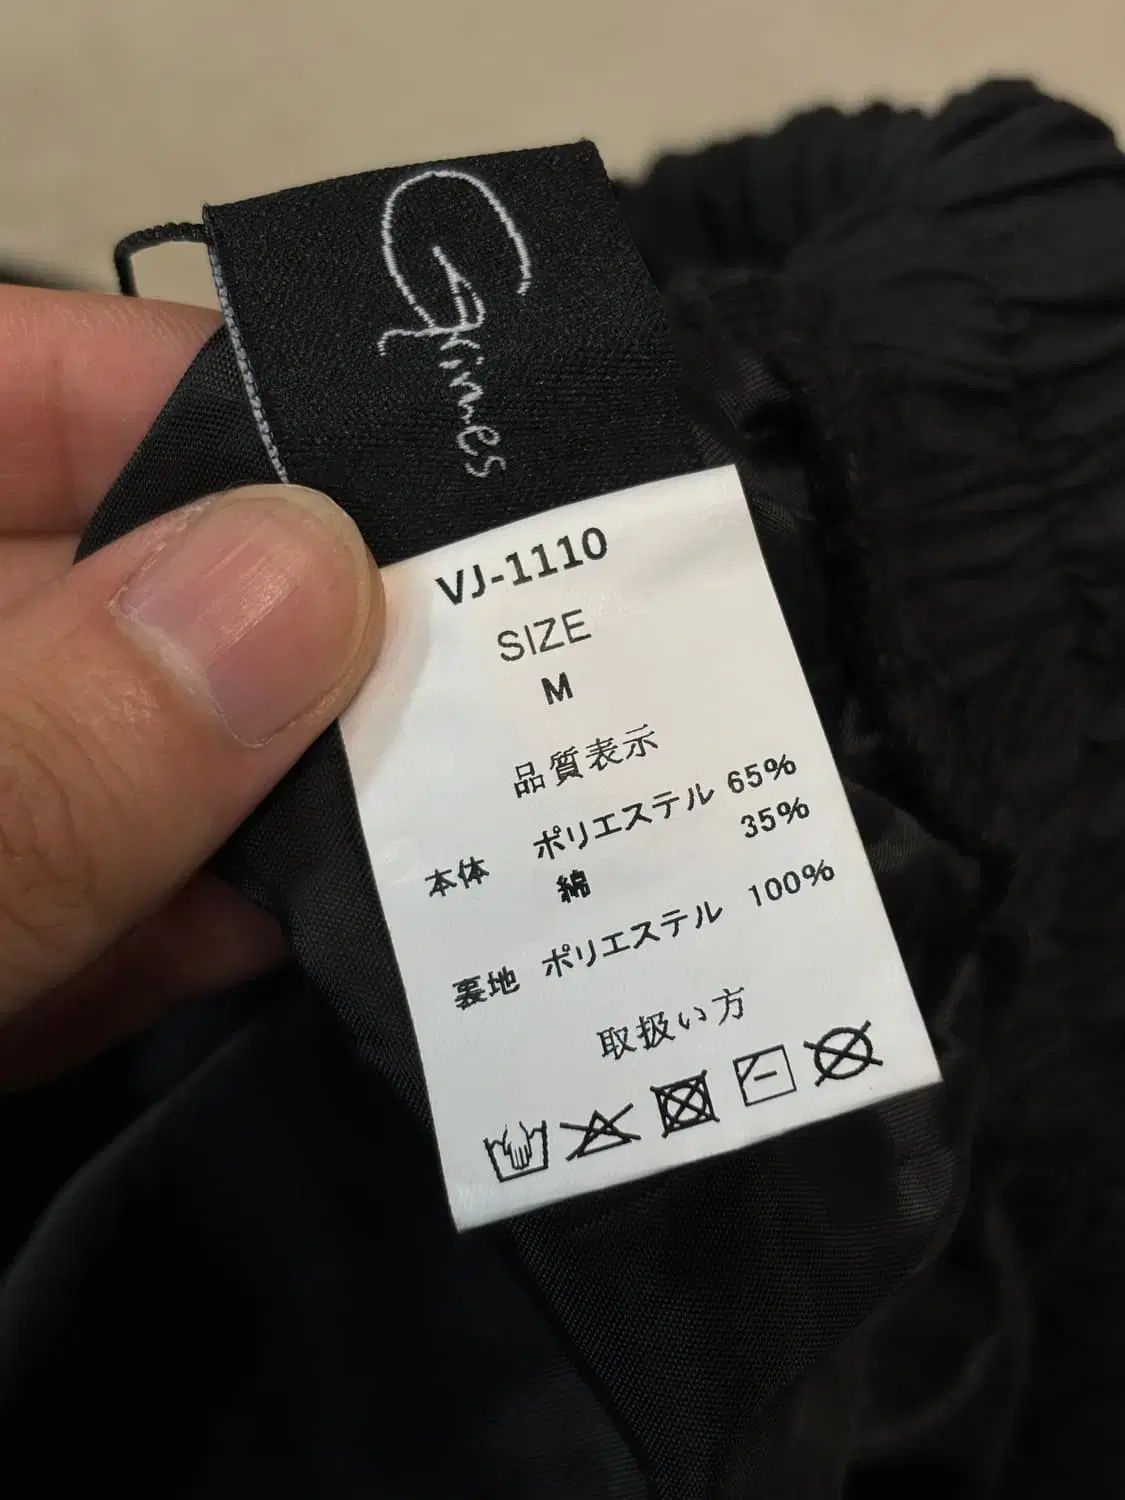 Grimes
VJ-1110
SIZE
M
品質表示
本体 ポリエステル 65%
綿 35%
裏地 ポリエステル 100%
取扱い方